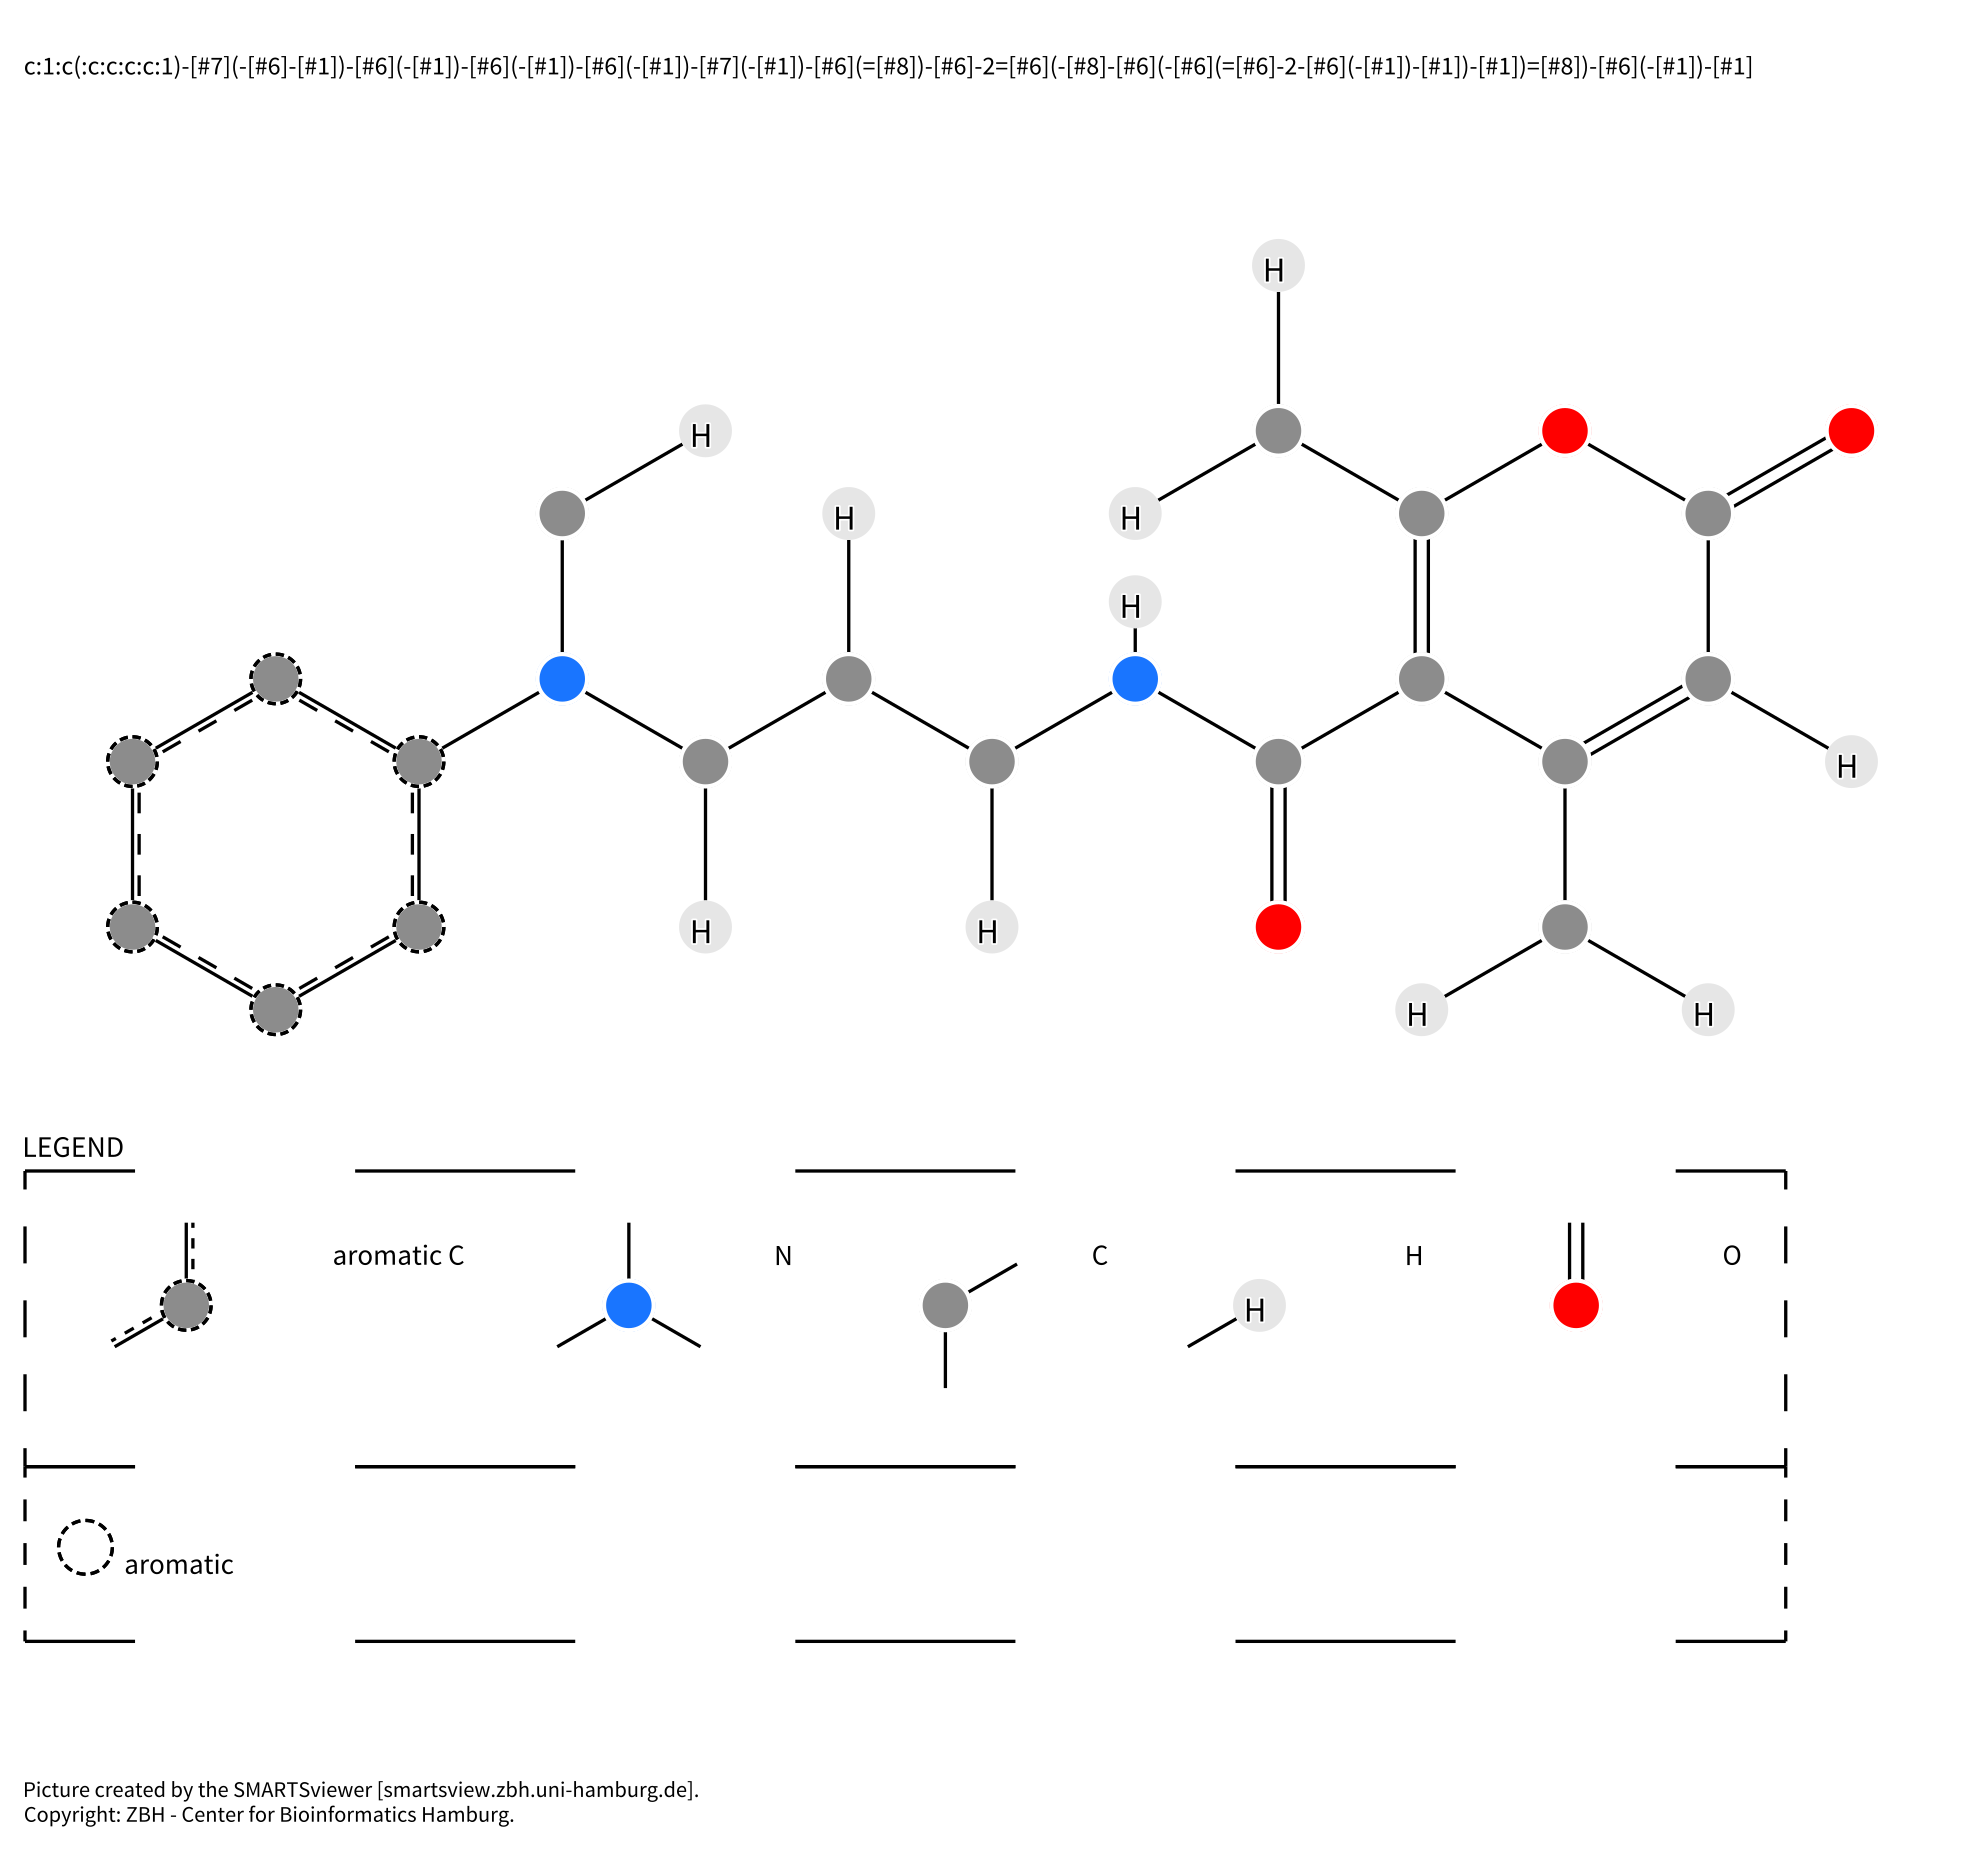 c:1:c(:c:c:c:c:1)-[#7](-[#6]-[#1])-[#6](-[#1])-[#6](-[#1])-[#6](-[#1])-[#7](-[#1])-[#6](=[#8])-[#6]-2=[#6](-[#8]-[#6](-[#6](=[#6]-2-[#6](-[#1])-[#1])-[#1])=[#8])-[#6](-[#1])-[#1]
H
H
H
H
H
H
H
H
H
H
H
LEGEND
aromatic C N C H O
H
aromatic
Picture created by the SMARTSviewer [smartsview.zbh.uni-hamburg.de].
Copyright: ZBH - Center for Bioinformatics Hamburg.